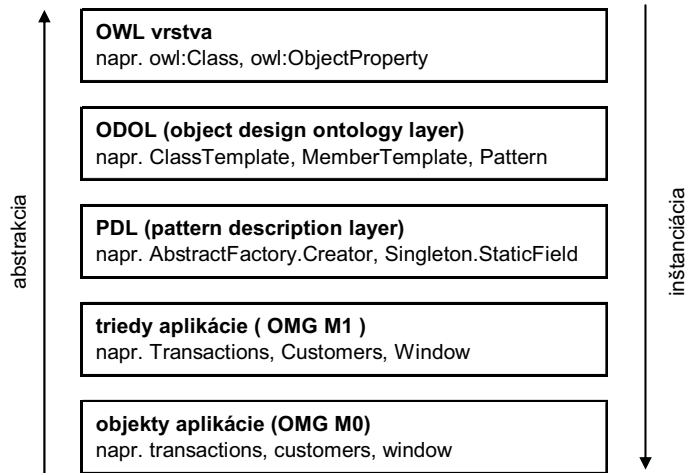 OWL vrstva
napr. owl:Class, owl:ObjectProperty
ODOL (object design ontology layer)
napr. ClassTemplate, MemberTemplate, Pattern
PDL (pattern description layer)
napr. AbstractFactory.Creator, Singleton.StaticField
triedy aplikácie ( OMG M1 )
napr. Transactions, Customers, Window
objekty aplikácie (OMG M0)
napr. transactions, customers, window
abstrakcia
inštanciácia